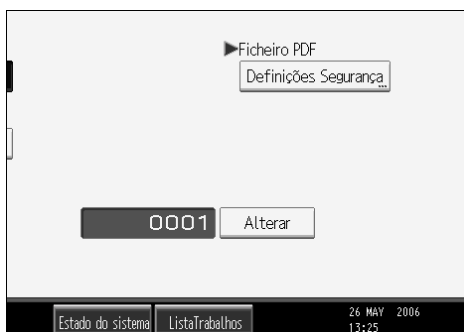 ▶Ficheiro PDF
Definições Segurança...
0001 Alterar
Estado do sistema ListaTrabalhos 26 MAY 2006
13:25